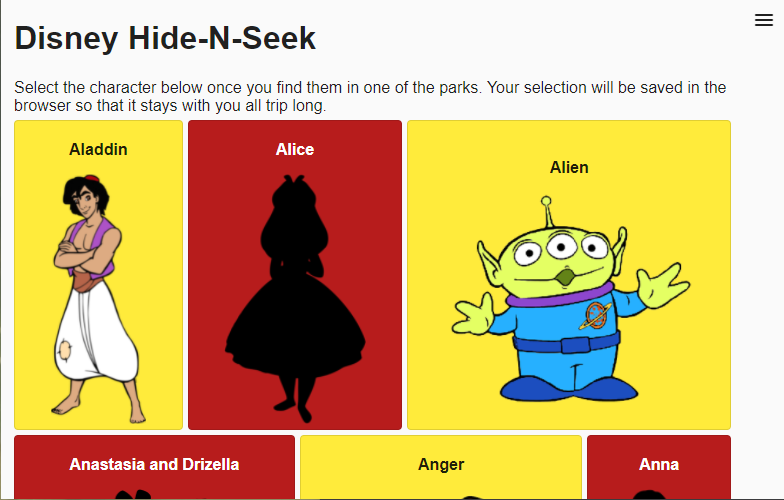 Disney Hide-N-Seek
Select the character below once you find them in one of the parks. Your selection will be saved in the
browser so that it stays with you all trip long.
Aladdin
Alice
Alien
Anastasia and Drizella
Anger
Anna